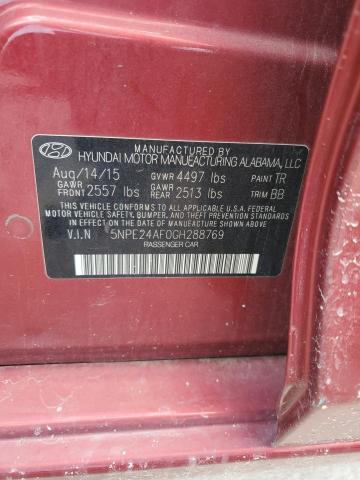 MANUFACTURED BY
HYUNDAI MOTOR MANUFACTURING ALABAMA, LLC
Aug/14/15 GVWR 4497 lbs PAINT TR
GAWR FRONT 2557 lbs GAWR REAR 2513 lbs TRIM BB
THIS VEHICLE CONFORMS TO ALL APPLICABLE U.S.A. FEDERAL
MOTOR VEHICLE SAFETY, BUMPER, AND THEFT PREVENTION
STANDARDS IN EFFECT ON THE DATE OF MANUFACTURE SHOWN ABOVE.
V.I.N 5NPE24AF0GH288769
PASSENGER CAR